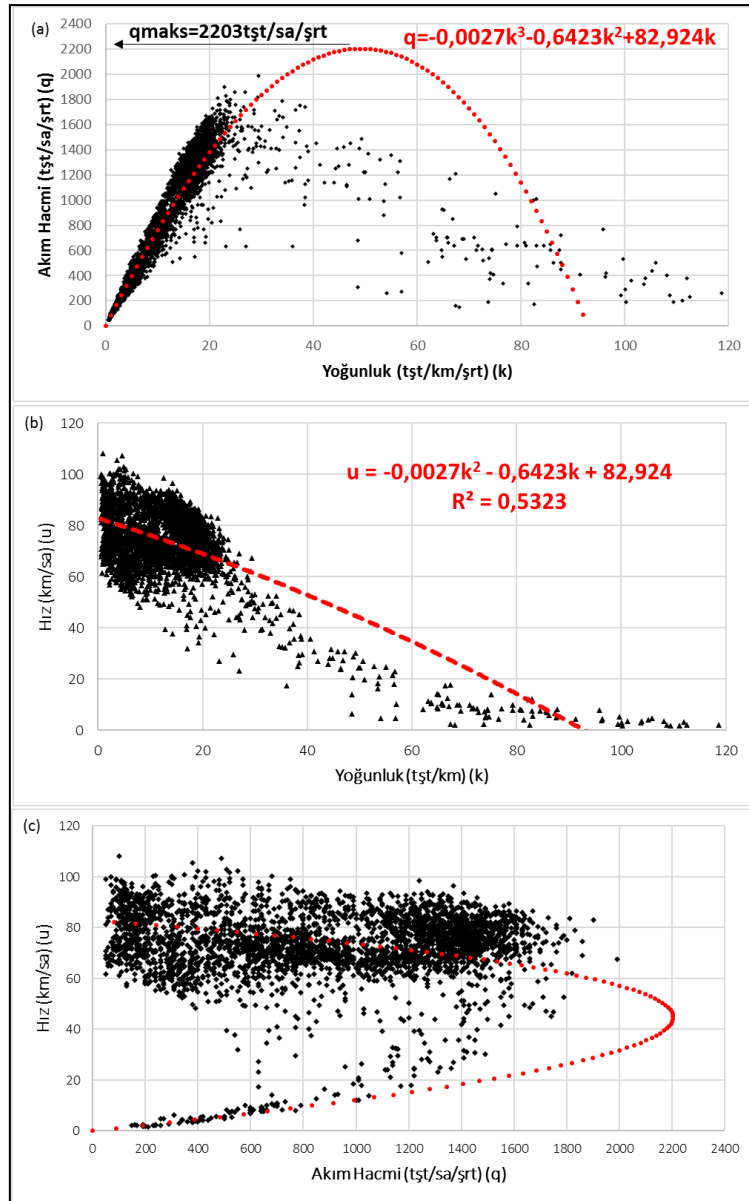 (a)
qmaks=2203tşt/sa/şrt
q=-0,0027k³-0,6423k²+82,924k
2400
2200
2000
1800
1600
1400
1200
1000
800
600
400
200
0
Akım Hacmi (tşt/sa/şrt) (q)
0 20 40 60 80 100 120
Yoğunluk (tşt/km/şrt) (k)
(b)
u = -0,0027k² - 0,6423k + 82,924
R² = 0,5323
120
100
80
60
40
20
0
Hız (km/sa) (u)
0 20 40 60 80 100 120
Yoğunluk (tşt/km) (k)
(c)
120
100
80
60
40
20
0
Hız (km/sa) (u)
0 200 400 600 800 1000 1200 1400 1600 1800 2000 2200 2400
Akım Hacmi (tşt/sa/şrt) (q)